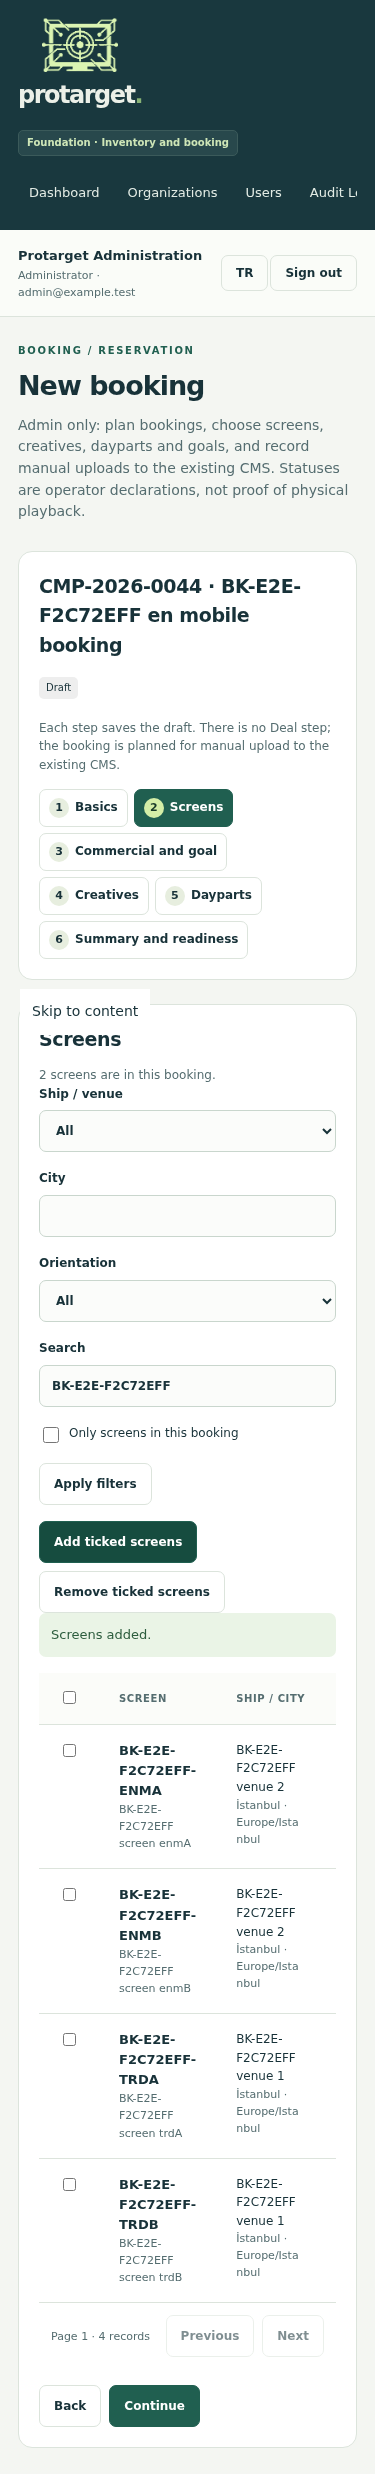 protarget.
Foundation · Inventory and booking
Dashboard Organizations Users Audit Lo
Protarget Administration
Administrator ·
admin@example.test
TR
Sign out
BOOKING / RESERVATION
New booking
Admin only: plan bookings, choose screens,
creatives, dayparts and goals, and record
manual uploads to the existing CMS. Statuses
are operator declarations, not proof of physical
playback.
CMP-2026-0044 · BK-E2E-
F2C72EFF en mobile
booking
Draft
Each step saves the draft. There is no Deal step;
the booking is planned for manual upload to the
existing CMS.
1 Basics
2 Screens
3 Commercial and goal
4 Creatives
5 Dayparts
6 Summary and readiness
Skip to content
Screens
2 screens are in this booking.
Ship / venue
All
City
Orientation
All
Search
BK-E2E-F2C72EFF
Only screens in this booking
Apply filters
Add ticked screens
Remove ticked screens
Screens added.
SCREEN
SHIP / CITY
BK-E2E-
F2C72EFF-
ENMA
BK-E2E-
F2C72EFF
screen enmA
BK-E2E-
F2C72EFF
venue 2
İstanbul ·
Europe/Ista
nbul
BK-E2E-
F2C72EFF-
ENMB
BK-E2E-
F2C72EFF
screen enmB
BK-E2E-
F2C72EFF
venue 2
İstanbul ·
Europe/Ista
nbul
BK-E2E-
F2C72EFF-
TRDA
BK-E2E-
F2C72EFF
screen trdA
BK-E2E-
F2C72EFF
venue 1
İstanbul ·
Europe/Ista
nbul
BK-E2E-
F2C72EFF-
TRDB
BK-E2E-
F2C72EFF
screen trdB
BK-E2E-
F2C72EFF
venue 1
İstanbul ·
Europe/Ista
nbul
Page 1 · 4 records
Previous
Next
Back
Continue